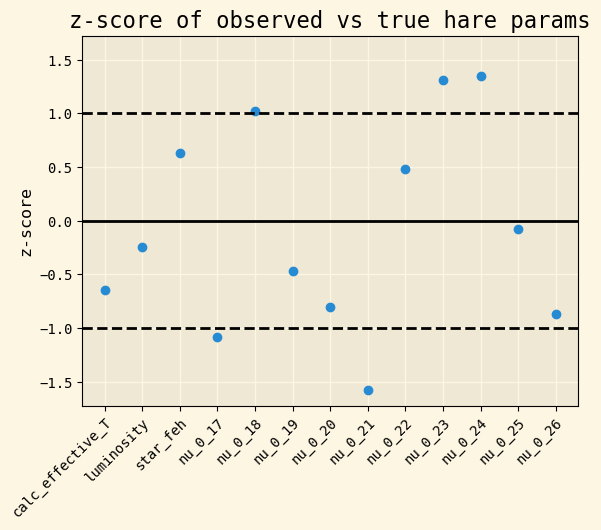 z-score of observed vs true hare params
z-score
1.5
1.0
0.5
0.0
−0.5
−1.0
−1.5
calc_effective_T
luminosity
star_feh
nu_0_17
nu_0_18
nu_0_19
nu_0_20
nu_0_21
nu_0_22
nu_0_23
nu_0_24
nu_0_25
nu_0_26